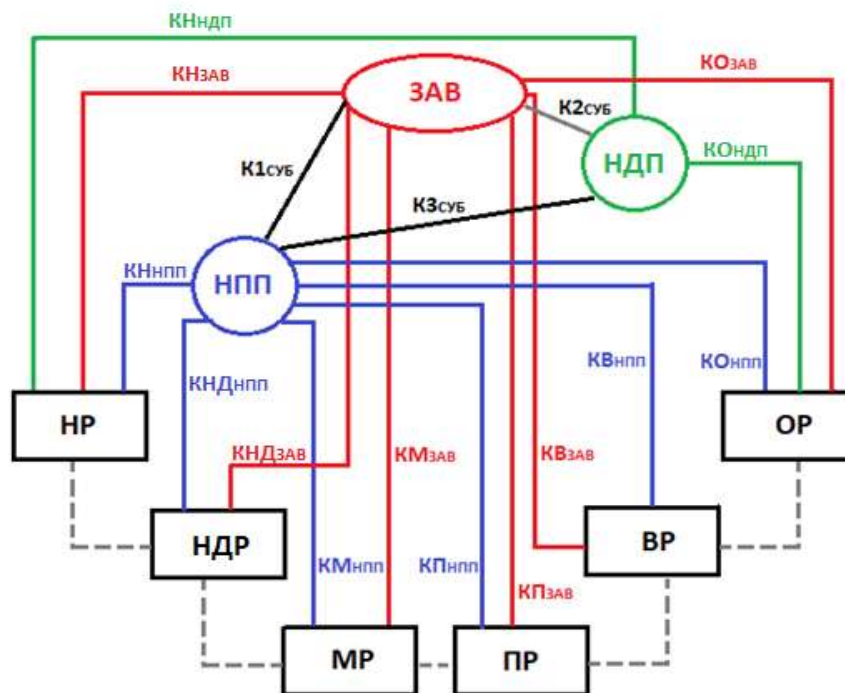 КНндп
КНЗАВ
ЗАВ
КОЗАВ
К2СУБ
НДП
КОндп
К1СУБ
К3СУБ
КНнпп
НПП
КНДнпп
КВнпп
КОнпп
НР
ОР
КНДЗАВ
КМЗАВ
КВЗАВ
НДР
ВР
КМнпп
КПнпп
КПЗАВ
МР
ПР